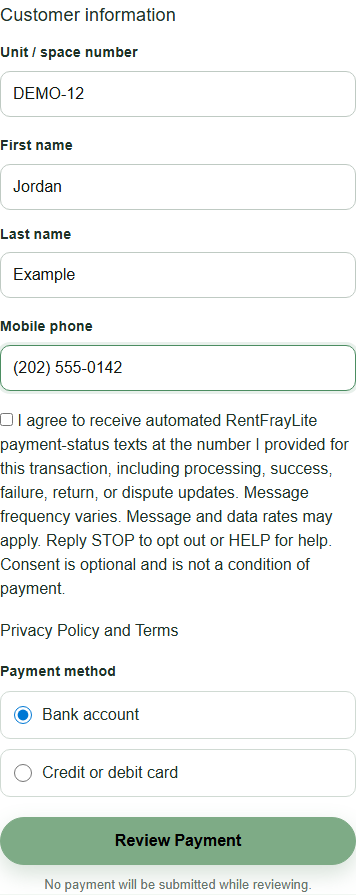 Customer information
Unit / space number
DEMO-12
First name
Jordan
Last name
Example
Mobile phone
(202) 555-0142
I agree to receive automated RentFrayLite
payment-status texts at the number I provided for
this transaction, including processing, success,
failure, return, or dispute updates. Message
frequency varies. Message and data rates may
apply. Reply STOP to opt out or HELP for help.
Consent is optional and is not a condition of
payment.
Privacy Policy and Terms
Payment method
Bank account
Credit or debit card
Review Payment
No payment will be submitted while reviewing.